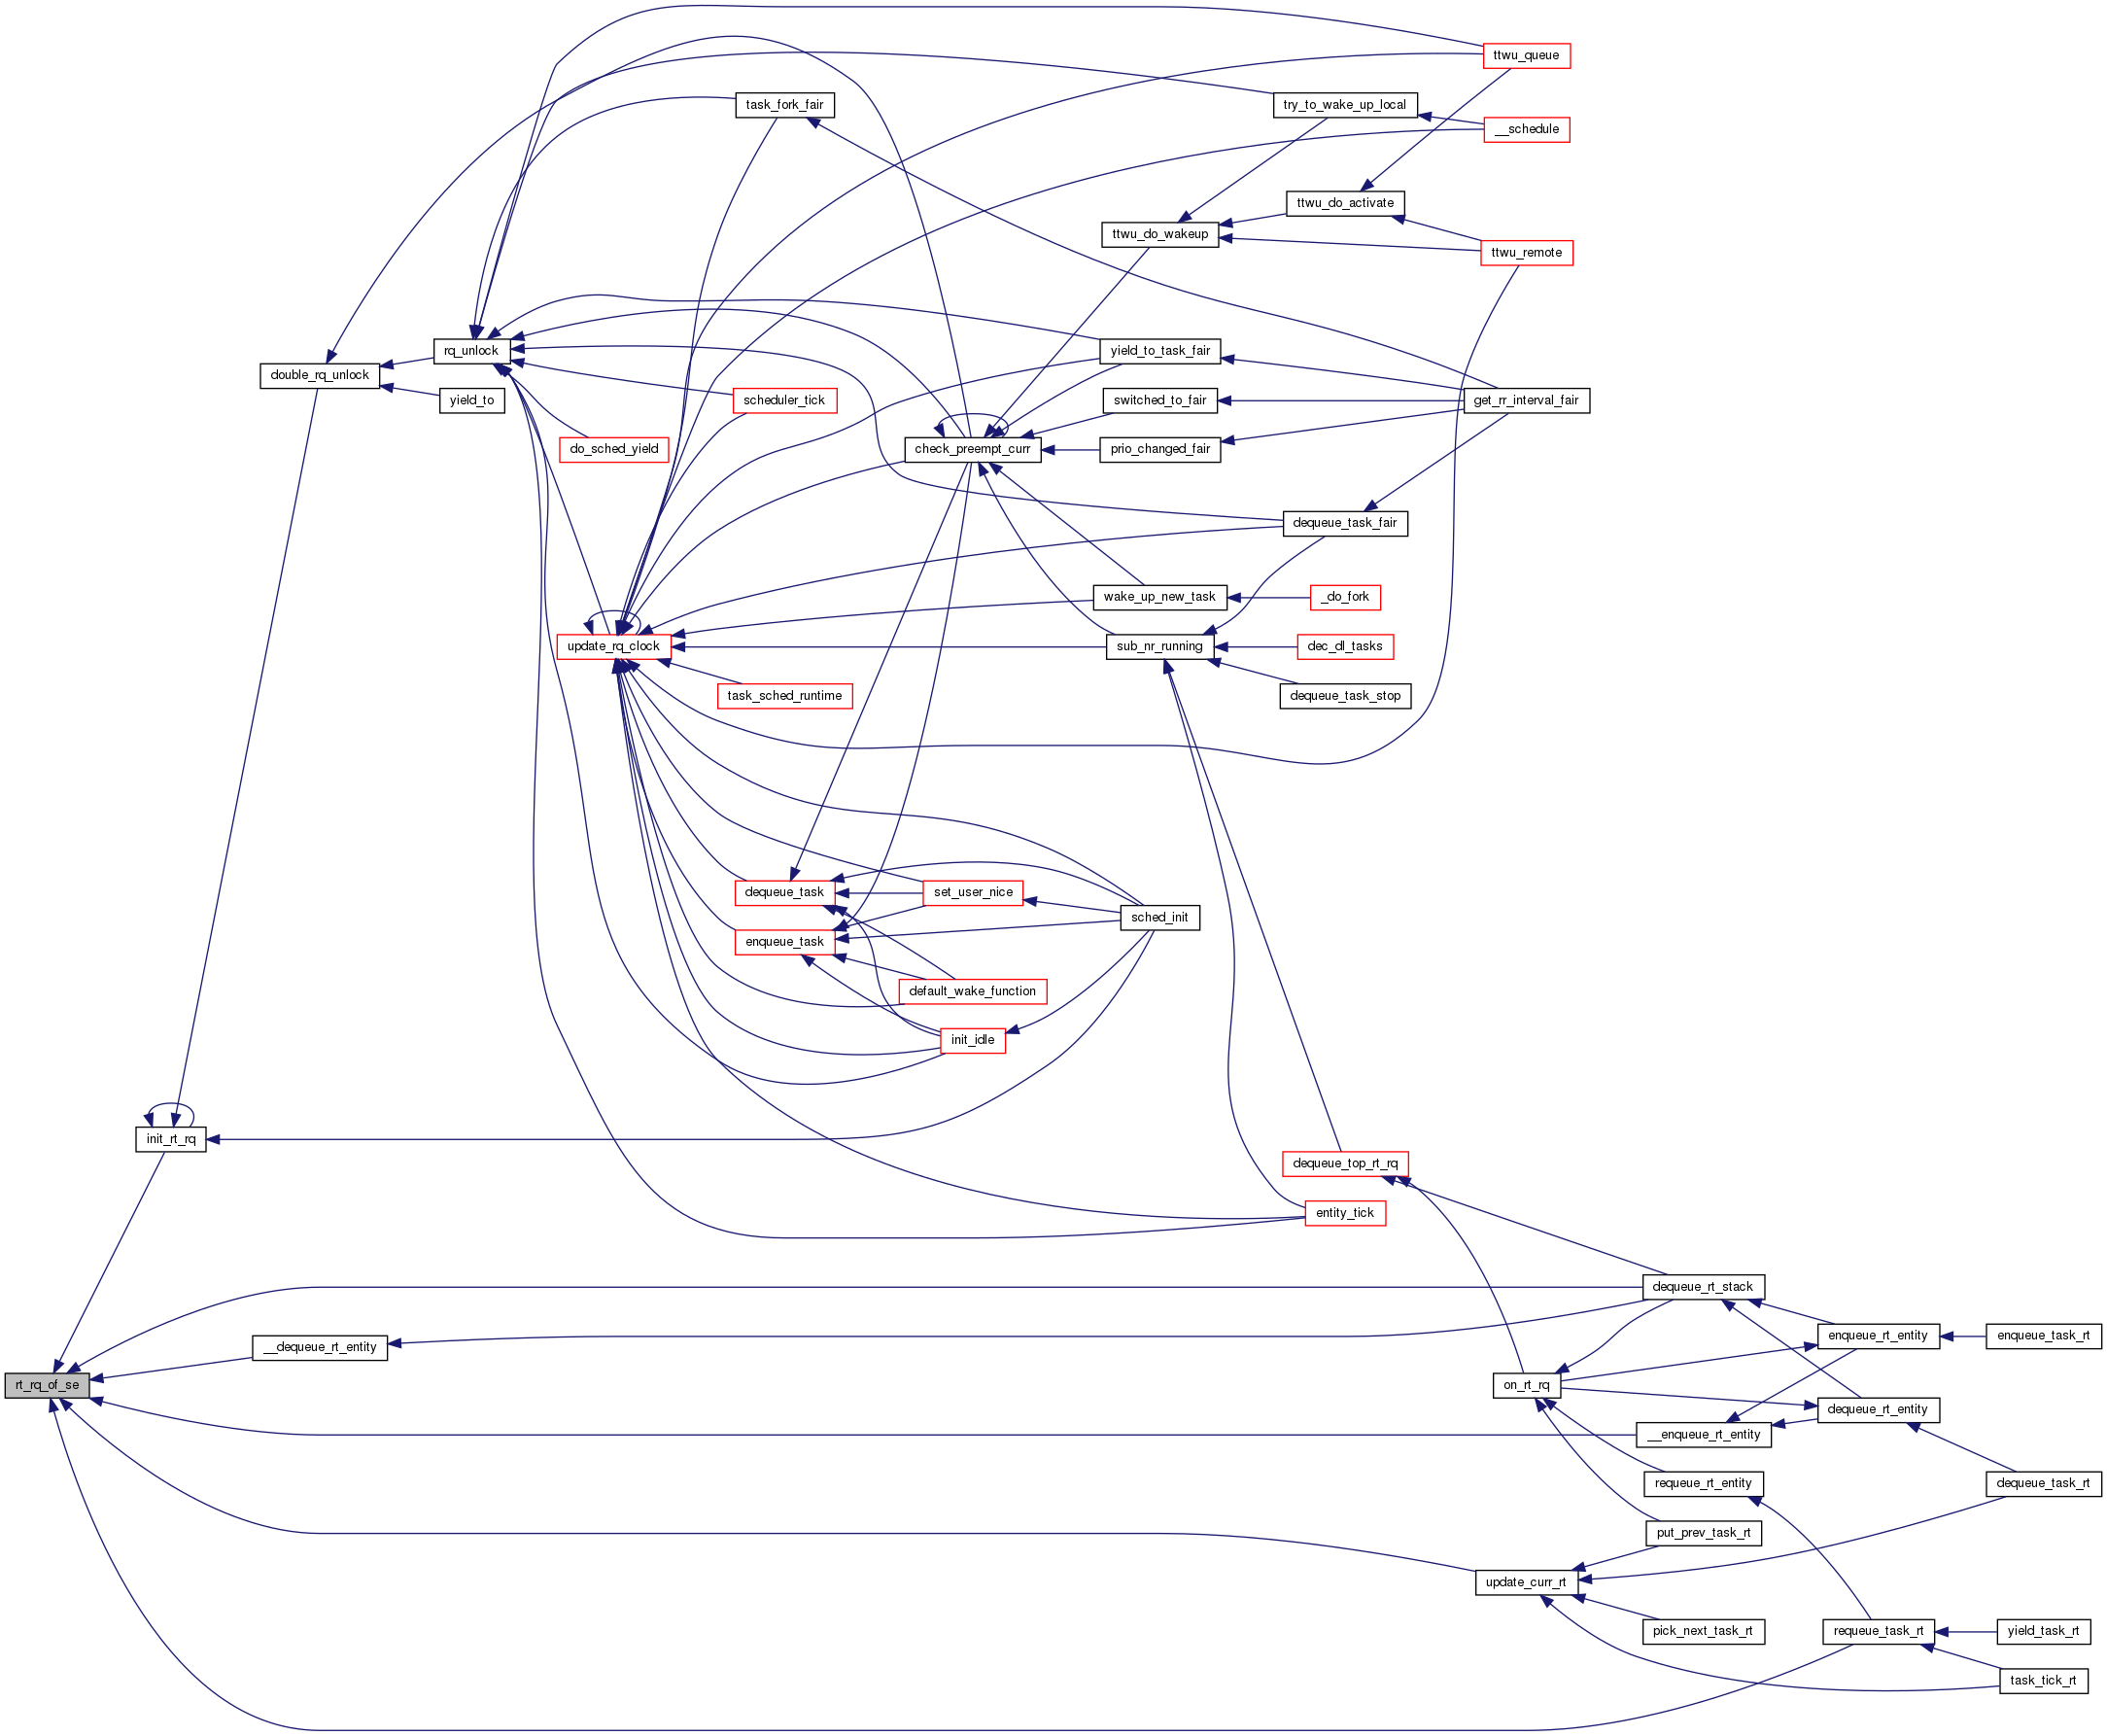 ttwu_queue
task_fork_fair
try_to_wake_up_local
__schedule
ttwu_do_activate
ttwu_do_wakeup
ttwu_remote
rq_unlock
yield_to_task_fair
double_rq_unlock
yield_to
scheduler_tick
switched_to_fair
get_rr_interval_fair
do_sched_yield
check_preempt_curr
prio_changed_fair
dequeue_task_fair
wake_up_new_task
_do_fork
update_rq_clock
sub_nr_running
dec_dl_tasks
task_sched_runtime
dequeue_task_stop
dequeue_task
set_user_nice
sched_init
enqueue_task
default_wake_function
init_idle
init_rt_rq
dequeue_top_rt_rq
entity_tick
dequeue_rt_stack
__dequeue_rt_entity
enqueue_rt_entity
enqueue_task_rt
rt_rq_of_se
on_rt_rq
dequeue_rt_entity
__enqueue_rt_entity
requeue_rt_entity
dequeue_task_rt
put_prev_task_rt
update_curr_rt
pick_next_task_rt
requeue_task_rt
yield_task_rt
task_tick_rt